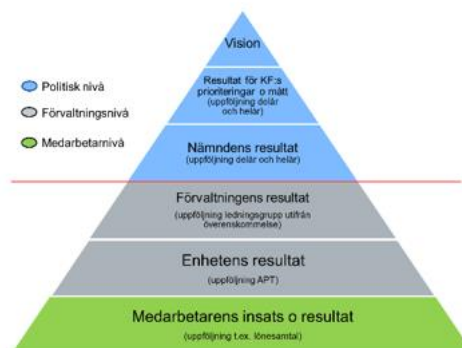 Vision
Resultat för KF:s
prioriteringar o mått
(uppföljning delår
och helår)
Politisk nivå
Förvaltningsnivå
Medarbetarnivå
Nämndens resultat
(uppföljning delår och helår)
Förvaltningens resultat
(uppföljning ledningsgrupp utifrån
överenskommelse)
Enhetens resultat
(uppföljning APT)
Medarbetarens insats o resultat
(uppföljning t.ex. lönesamtal)